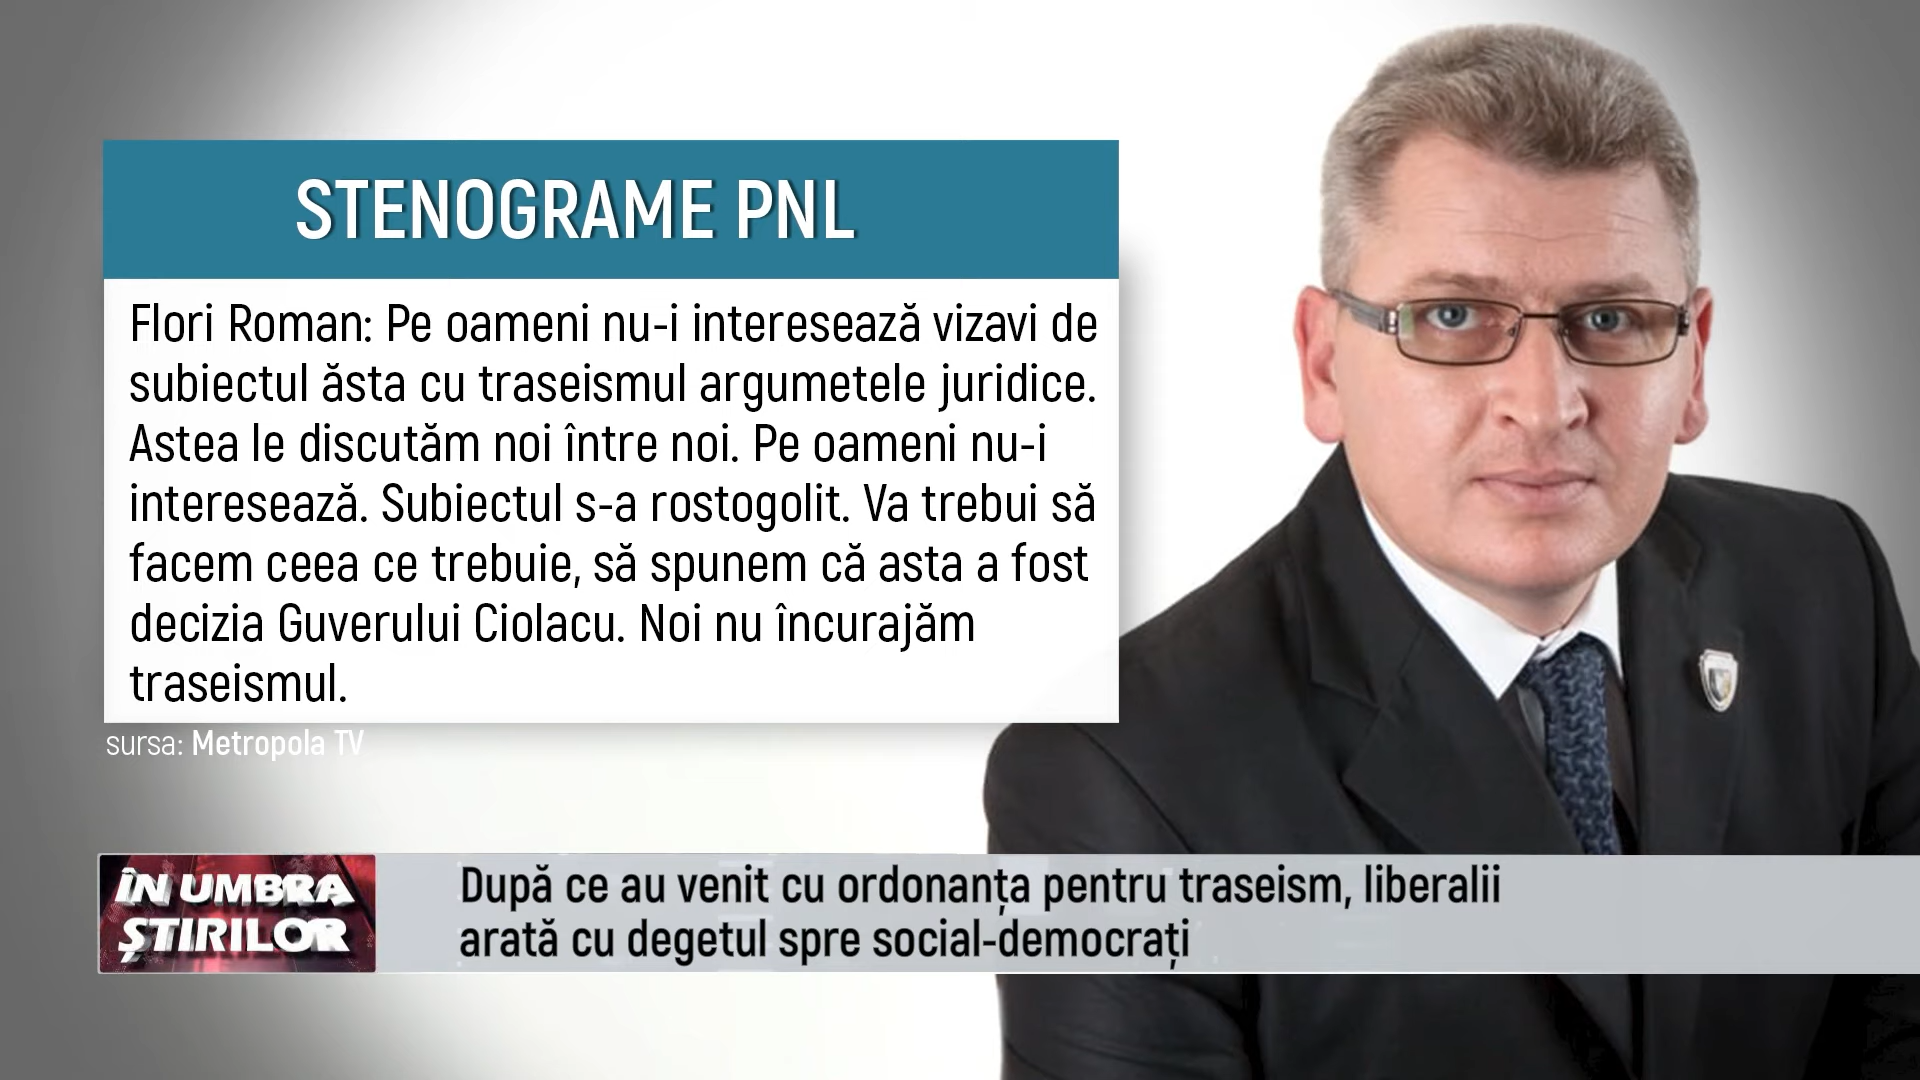 STENOGRAME PNL
Flori Roman: Pe oameni nu-i interesează vizavi de
subiectul ăsta cu traseismul argumetele juridice.
Astea le discutăm noi între noi. Pe oameni nu-i
interesează. Subiectul s-a rostogolit. Va trebui să
facem ceea ce trebuie, să spunem că asta a fost
decizia Guverului Ciolacu. Noi nu încurajăm
traseismul.
sursa: Metropola TV
ÎN UMBRA
ȘTIRILOR
După ce au venit cu ordonanța pentru traseism, liberalii
arată cu degetul spre social-democrați